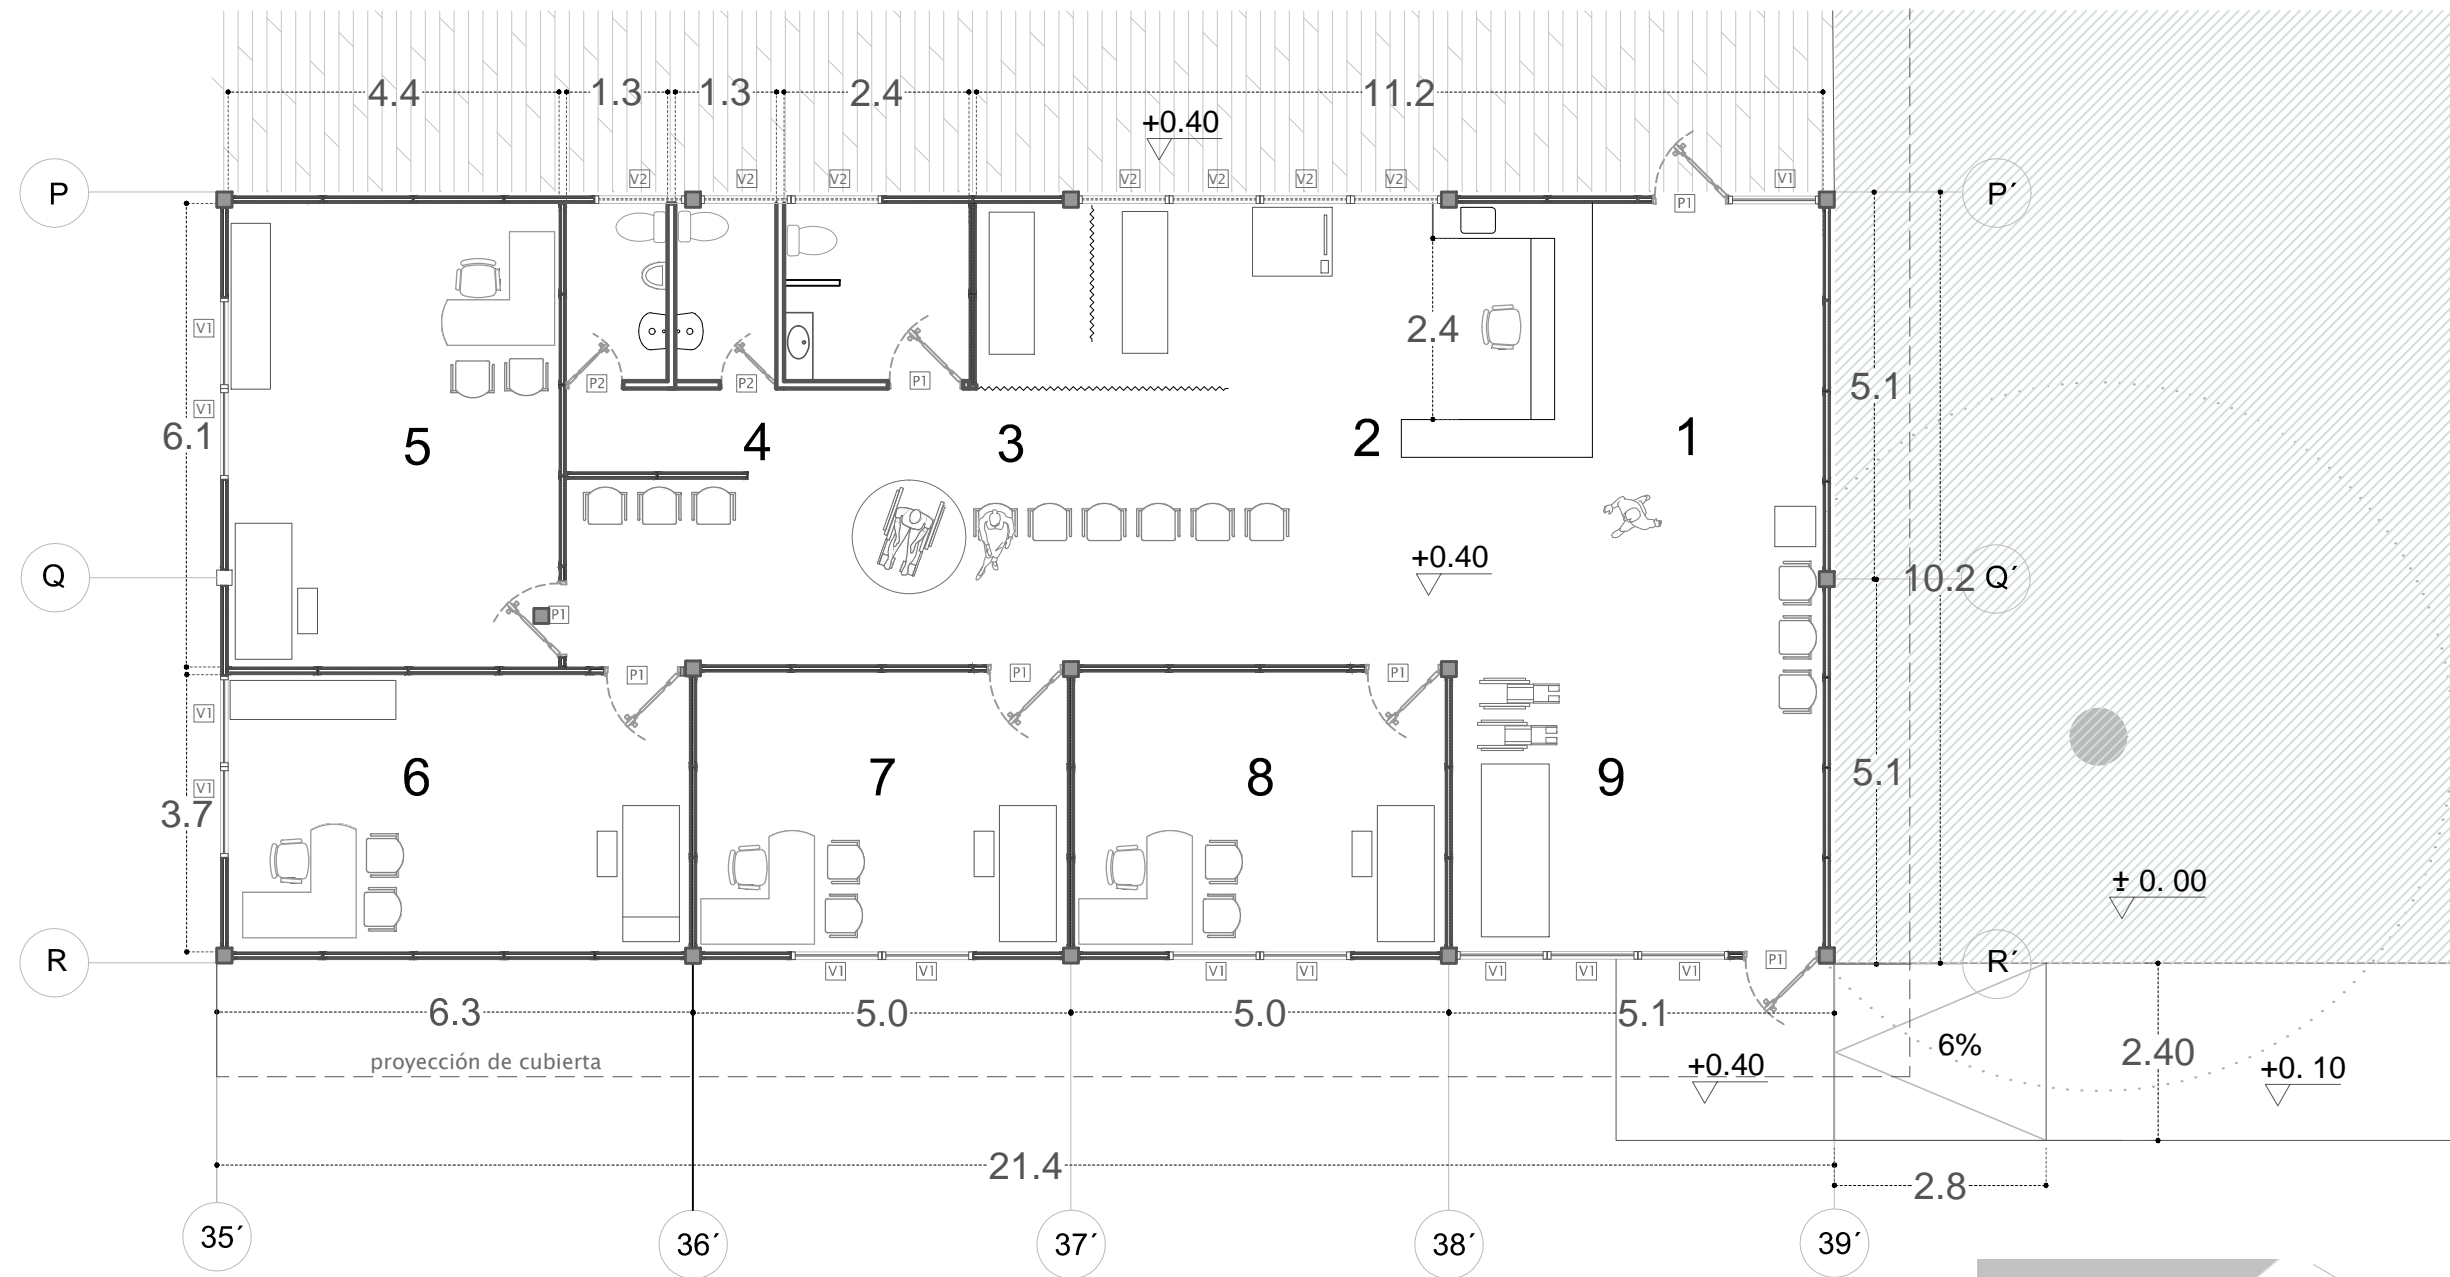 4.4 1.3 1.3 2.4 11.2
+0.40
V2 V2 V2 V2 V2 V2 V2 V1
P P1 P´
V1 2.4
V1 P2 P2 P1 5.1
6.1 5 4 3 2 1
+0.40
Q 10.2 Q´
P1
P1 P1 P1
V1
6 7 8 9 5.1
V1
3.7
± 0. 00
R V1 V1 V1 V1 V1 V1 V1 P1 R´
6.3 5.0 5.0 5.1
proyección de cubierta +0.40 6% 2.40 +0. 10
21.4 2.8
35´ 36´ 37´ 38´ 39´